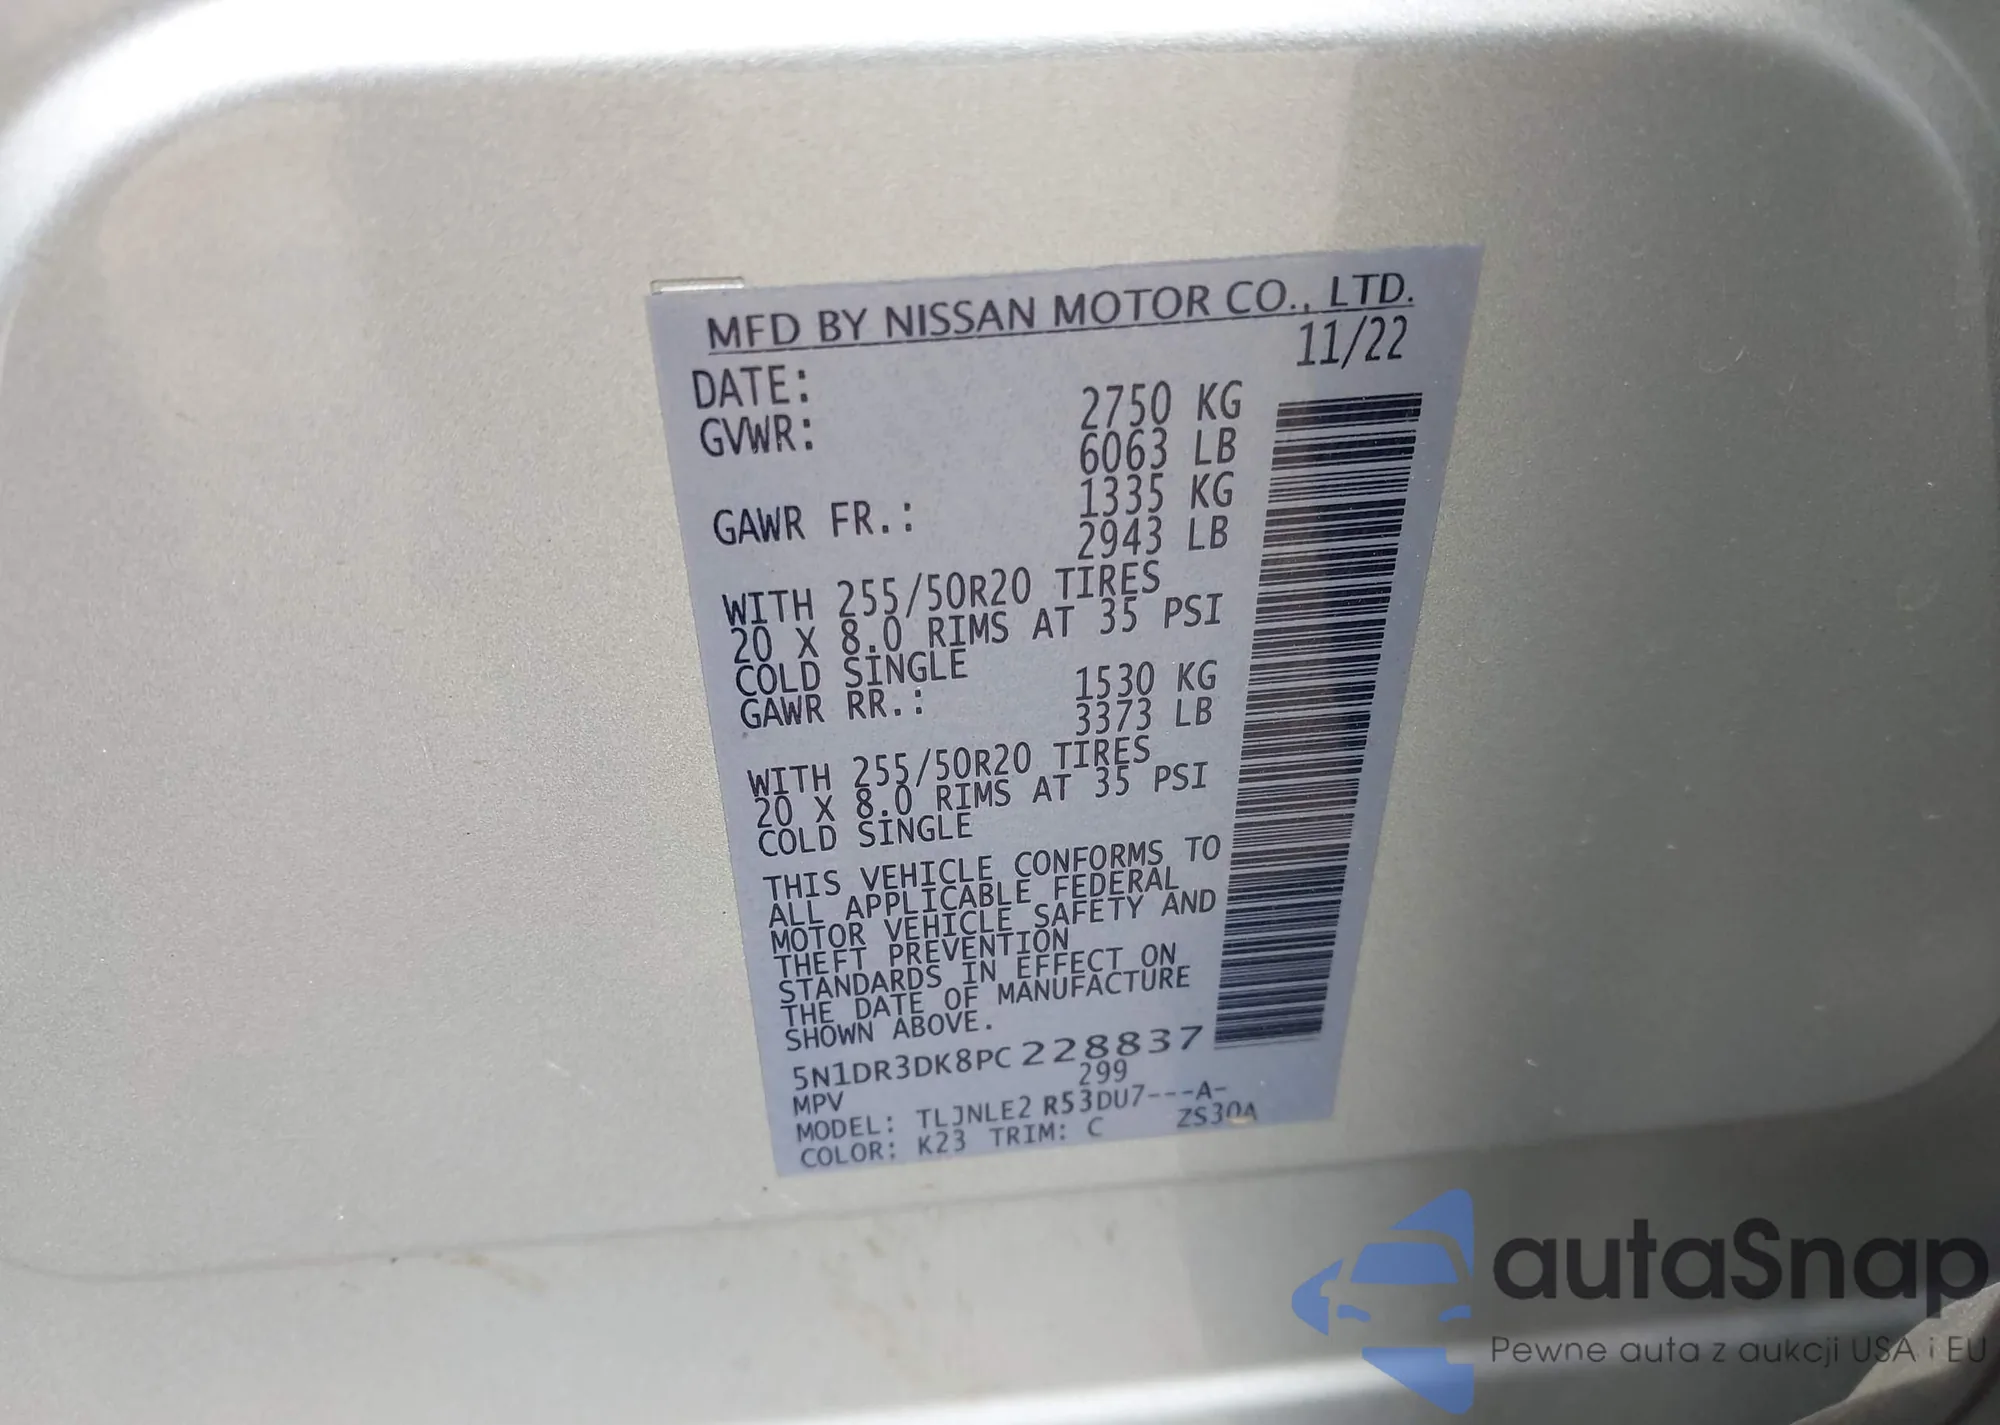 MFD BY NISSAN MOTOR CO., LTD.
DATE: 11/22
GVWR: 2750 KG
6063 LB
GAWR FR.: 1335 KG
2943 LB
WITH 255/50R20 TIRES
20 X 8.0 RIMS AT 35 PSI
COLD SINGLE
GAWR RR.: 1530 KG
3373 LB
WITH 255/50R20 TIRES
20 X 8.0 RIMS AT 35 PSI
COLD SINGLE
THIS VEHICLE CONFORMS TO
ALL APPLICABLE FEDERAL
MOTOR VEHICLE SAFETY AND
THEFT PREVENTION
STANDARDS IN EFFECT ON
THE DATE OF MANUFACTURE
SHOWN ABOVE.
5N1DR3DK8PC228837
MPV 299
MODEL: TLJNLE2 R53DU7---A-
COLOR: K23 TRIM: C ZS30A
autaSnap
Pewne auta z aukcji USA i EU